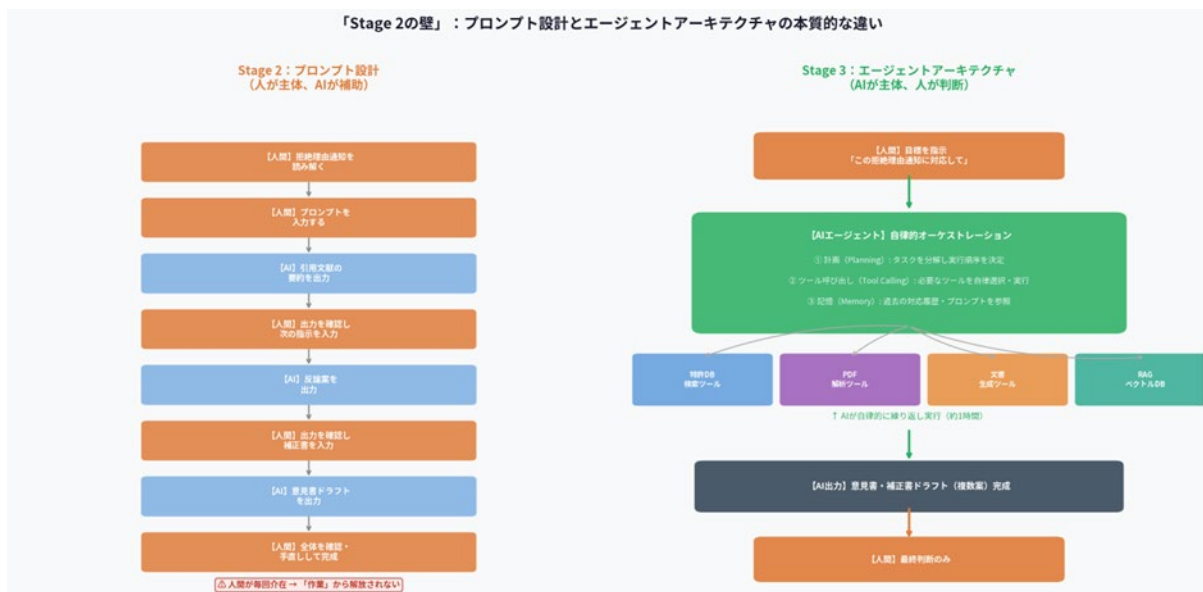 「Stage 2の壁」：プロンプト設計とエージェントアーキテクチャの本質的な違い
Stage 2：プロンプト設計
（人が主体、AIが補助）
【人間】拒絶理由通知を
読み解く
【人間】プロンプトを
入力する
【AI】引用文献の
要約を出力
【人間】出力を確認し
次の指示を入力
【AI】反論案を
出力
【人間】出力を確認し
補正書を入力
【AI】意見書ドラフト
を出力
【人間】全体を確認・
手直しして完成
⚠ 人間が毎回介在 → 「作業」から解放されない
Stage 3：エージェントアーキテクチャ
（AIが主体、人が判断）
【人間】目標を指示
「この拒絶理由通知に対応して」
【AIエージェント】自律的オーケストレーション
① 計画（Planning）：タスクを分解し実行順序を決定
② ツール呼び出し（Tool Calling）：必要なツールを自律選択・実行
③ 記憶（Memory）：過去の対応履歴・プロンプトを参照
特許DB
検索ツール
PDF
解析ツール
文書
生成ツール
RAG
ベクトルDB
↑ AIが自律的に繰り返し実行（約1時間）
【AI出力】意見書・補正書ドラフト（複数案）完成
【人間】最終判断のみ